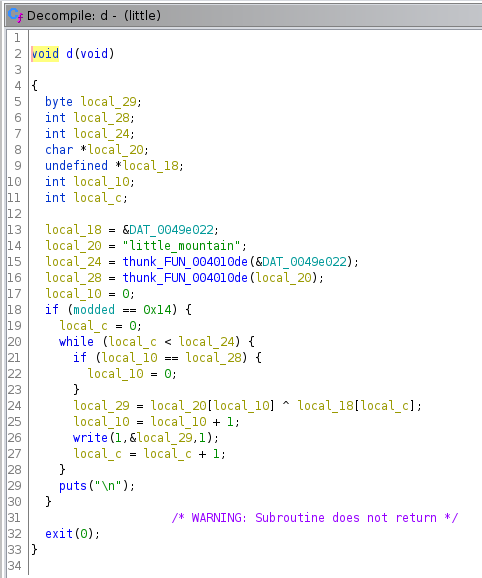 Decompile: d - (little)
1
2 void d(void)
3
4 {
5 byte local_29;
6 int local_28;
7 int local_24;
8 char *local_20;
9 undefined *local_18;
10 int local_10;
11 int local_c;
12
13 local_18 = &DAT_0049e022;
14 local_20 = "little_mountain";
15 local_24 = thunk_FUN_004010de(&DAT_0049e022);
16 local_28 = thunk_FUN_004010de(local_20);
17 local_10 = 0;
18 if (modded == 0x14) {
19 local_c = 0;
20 while (local_c < local_24) {
21 if (local_10 == local_28) {
22 local_10 = 0;
23 }
24 local_29 = local_20[local_10] ^ local_18[local_c];
25 local_10 = local_10 + 1;
26 write(1,&local_29,1);
27 local_c = local_c + 1;
28 }
29 puts("\n");
30 }
31 /* WARNING: Subroutine does not return */
32 exit(0);
33 }
34